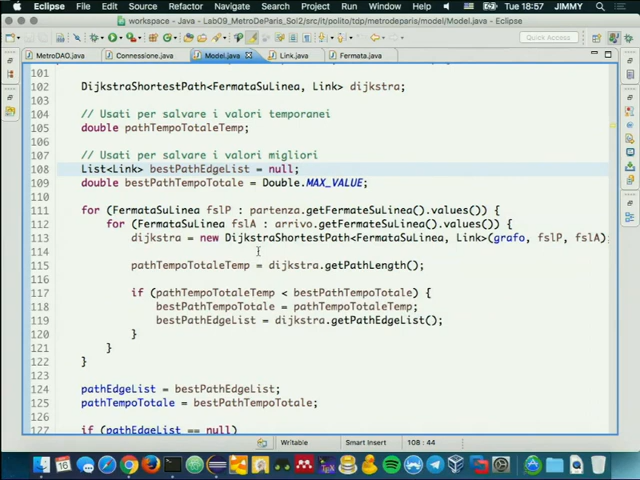 Eclipse File Edit Source Refactor Navigate Search Project Run Window Help
Tue 18:57 JIMMY
workspace - Java - Lab09_MetroDeParis_Sol2/src/it/polito/tdp/metrodeparis/model/Model.java - Eclipse
Quick Access
MetroDAO.java Connessione.java Model.java Link.java Fermata.java
101
102 DijkstraShortestPath<FermataSuLinea, Link> dijkstra;
103
104 // Usati per salvare i valori temporanei
105 double pathTempoTotaleTemp;
106
107 // Usati per salvare i valori migliori
108 List<Link> bestPathEdgeList = null;
109 double bestPathTempoTotale = Double.MAX_VALUE;
110
111 for (FermataSuLinea fslP : partenza.getFermateSuLinea().values()) {
112 for (FermataSuLinea fslA : arrivo.getFermateSuLinea().values()) {
113 dijkstra = new DijkstraShortestPath<FermataSuLinea, Link>(grafo, fslP, fslA);
114
115 pathTempoTotaleTemp = dijkstra.getPathLength();
116
117 if (pathTempoTotaleTemp < bestPathTempoTotale) {
118 bestPathTempoTotale = pathTempoTotaleTemp;
119 bestPathEdgeList = dijkstra.getPathEdgeList();
120 }
121 }
122 }
123
124 pathEdgeList = bestPathEdgeList;
125 pathTempoTotale = bestPathTempoTotale;
126
127 if (pathEdgeList == null)
Writable Smart Insert 108 : 44
16